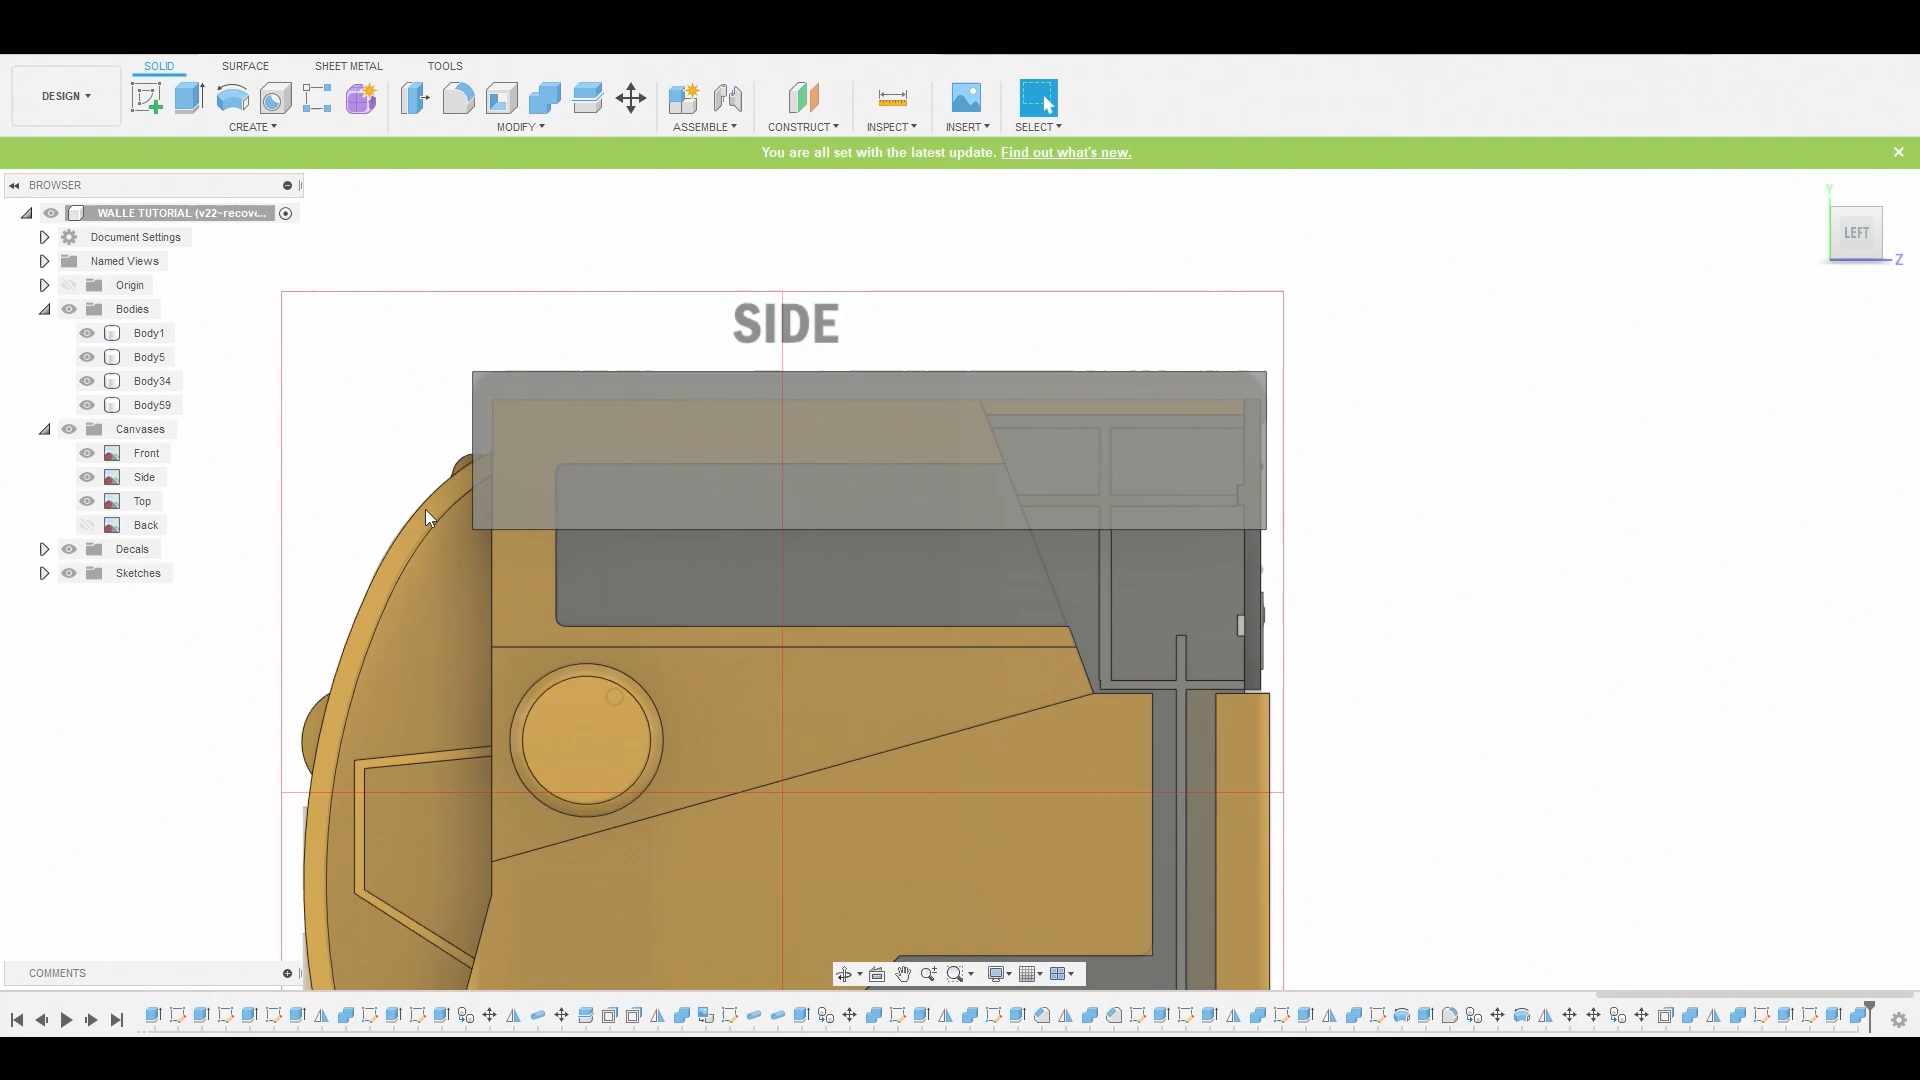 SOLID SURFACE SHEET METAL TOOLS
DESIGN
CREATE MODIFY ASSEMBLE CONSTRUCT INSPECT INSERT SELECT
You are all set with the latest update. Find out what's new.
BROWSER
WALLE TUTORIAL (v22~recov...
Document Settings
Named Views
Origin
Bodies
Body1
Body5
Body34
Body59
Canvases
Front
Side
Top
Back
Decals
Sketches
COMMENTS
SIDE
Y
LEFT
Z